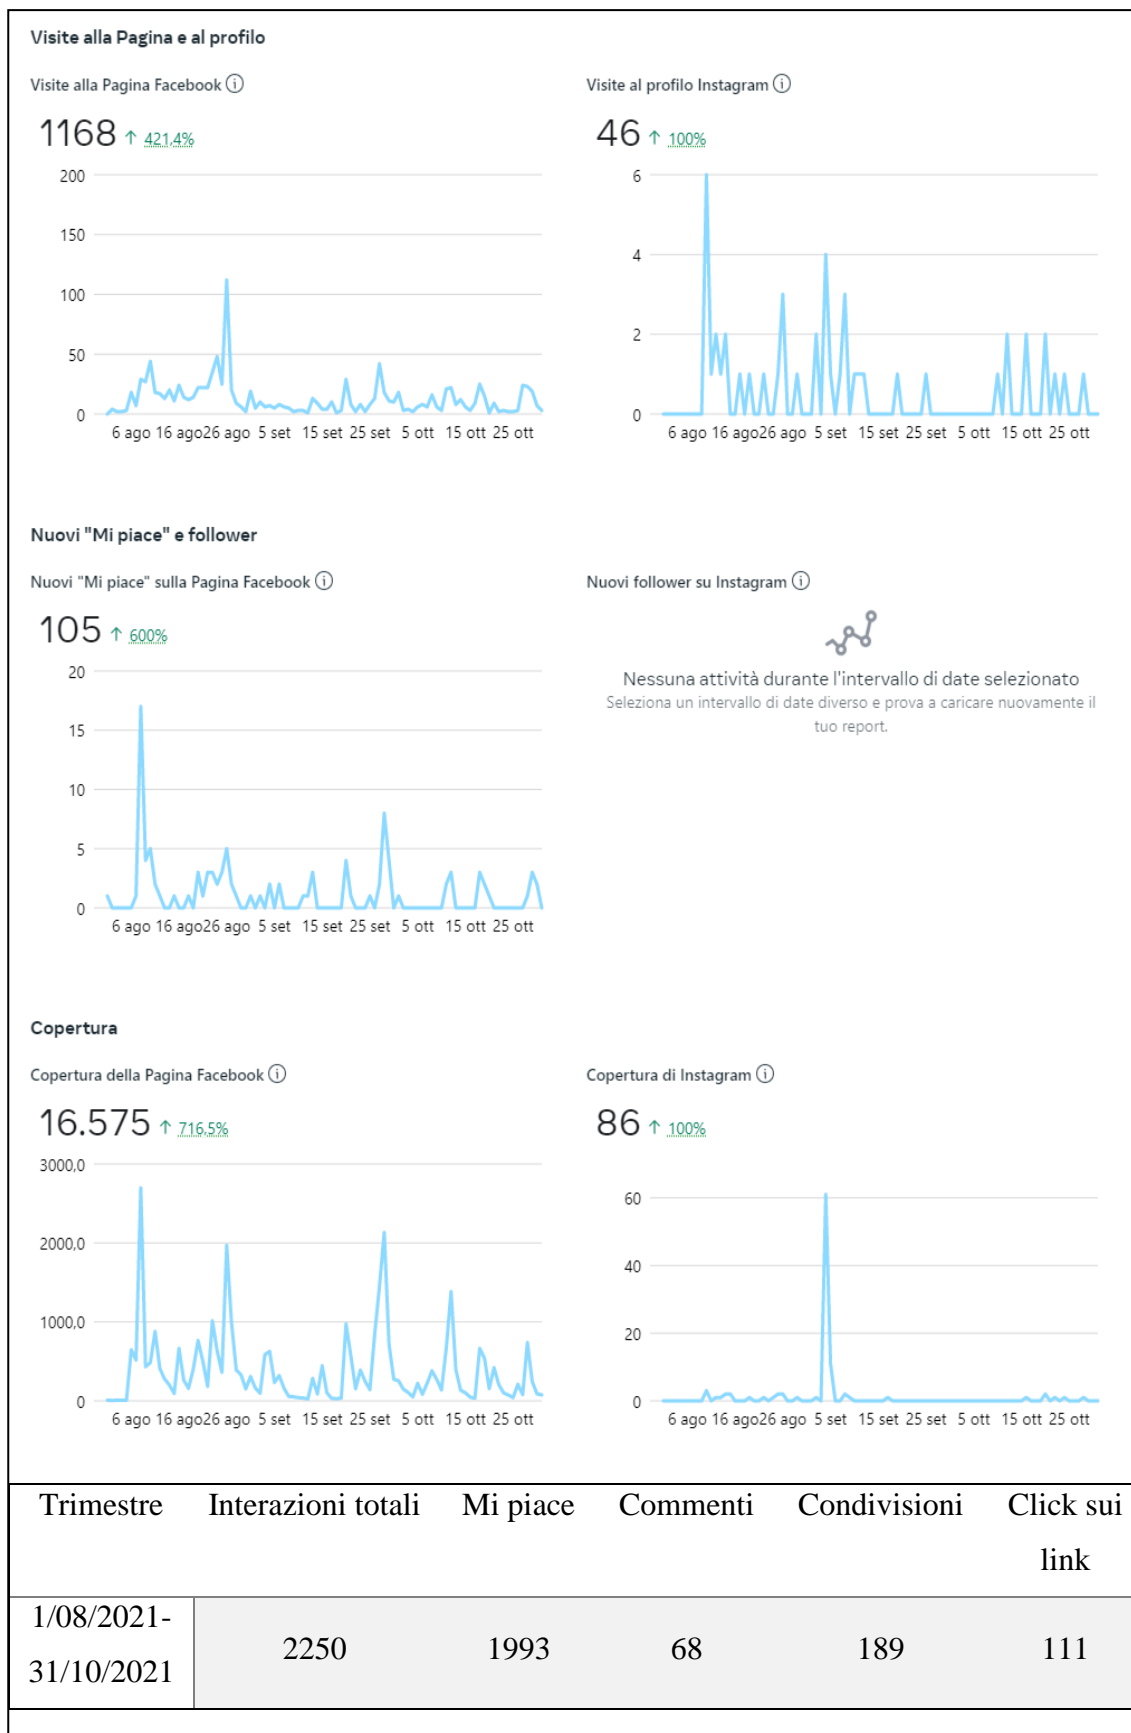 Visite alla Pagina e al profilo
Visite alla Pagina Facebook
1168 ↑ 421,4%
200
150
100
50
0
6 ago 16 ago26 ago 5 set 15 set 25 set 5 ott 15 ott 25 ott
Visite al profilo Instagram
46 ↑ 100%
6
4
2
0
6 ago 16 ago26 ago 5 set 15 set 25 set 5 ott 15 ott 25 ott
Nuovi "Mi piace" e follower
Nuovi "Mi piace" sulla Pagina Facebook
105 ↑ 600%
20
15
10
5
0
6 ago 16 ago26 ago 5 set 15 set 25 set 5 ott 15 ott 25 ott
Nuovi follower su Instagram
Nessuna attività durante l'intervallo di date selezionato
Seleziona un intervallo di date diverso e prova a caricare nuovamente il
tuo report.
Copertura
Copertura della Pagina Facebook
16.575 ↑ 716,5%
3000,0
2000,0
1000,0
0
6 ago 16 ago26 ago 5 set 15 set 25 set 5 ott 15 ott 25 ott
Copertura di Instagram
86 ↑ 100%
60
40
20
0
6 ago 16 ago26 ago 5 set 15 set 25 set 5 ott 15 ott 25 ott
Trimestre Interazioni totali Mi piace Commenti Condivisioni Click sui
link
1/08/2021-
31/10/2021 2250 1993 68 189 111